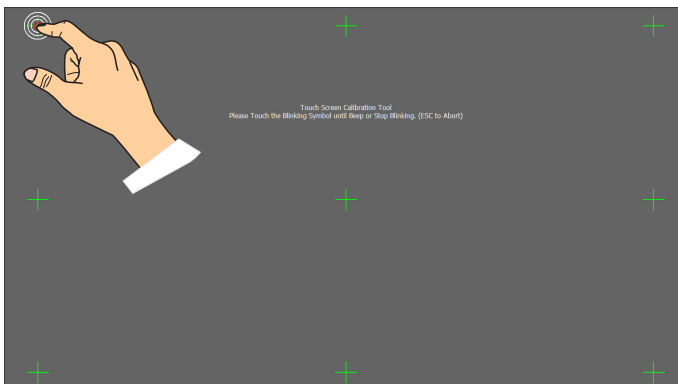 Touch Screen Calibration Tool
Please Touch the Blinking Symbol until Beep or Stop Blinking. (ESC to Abort)